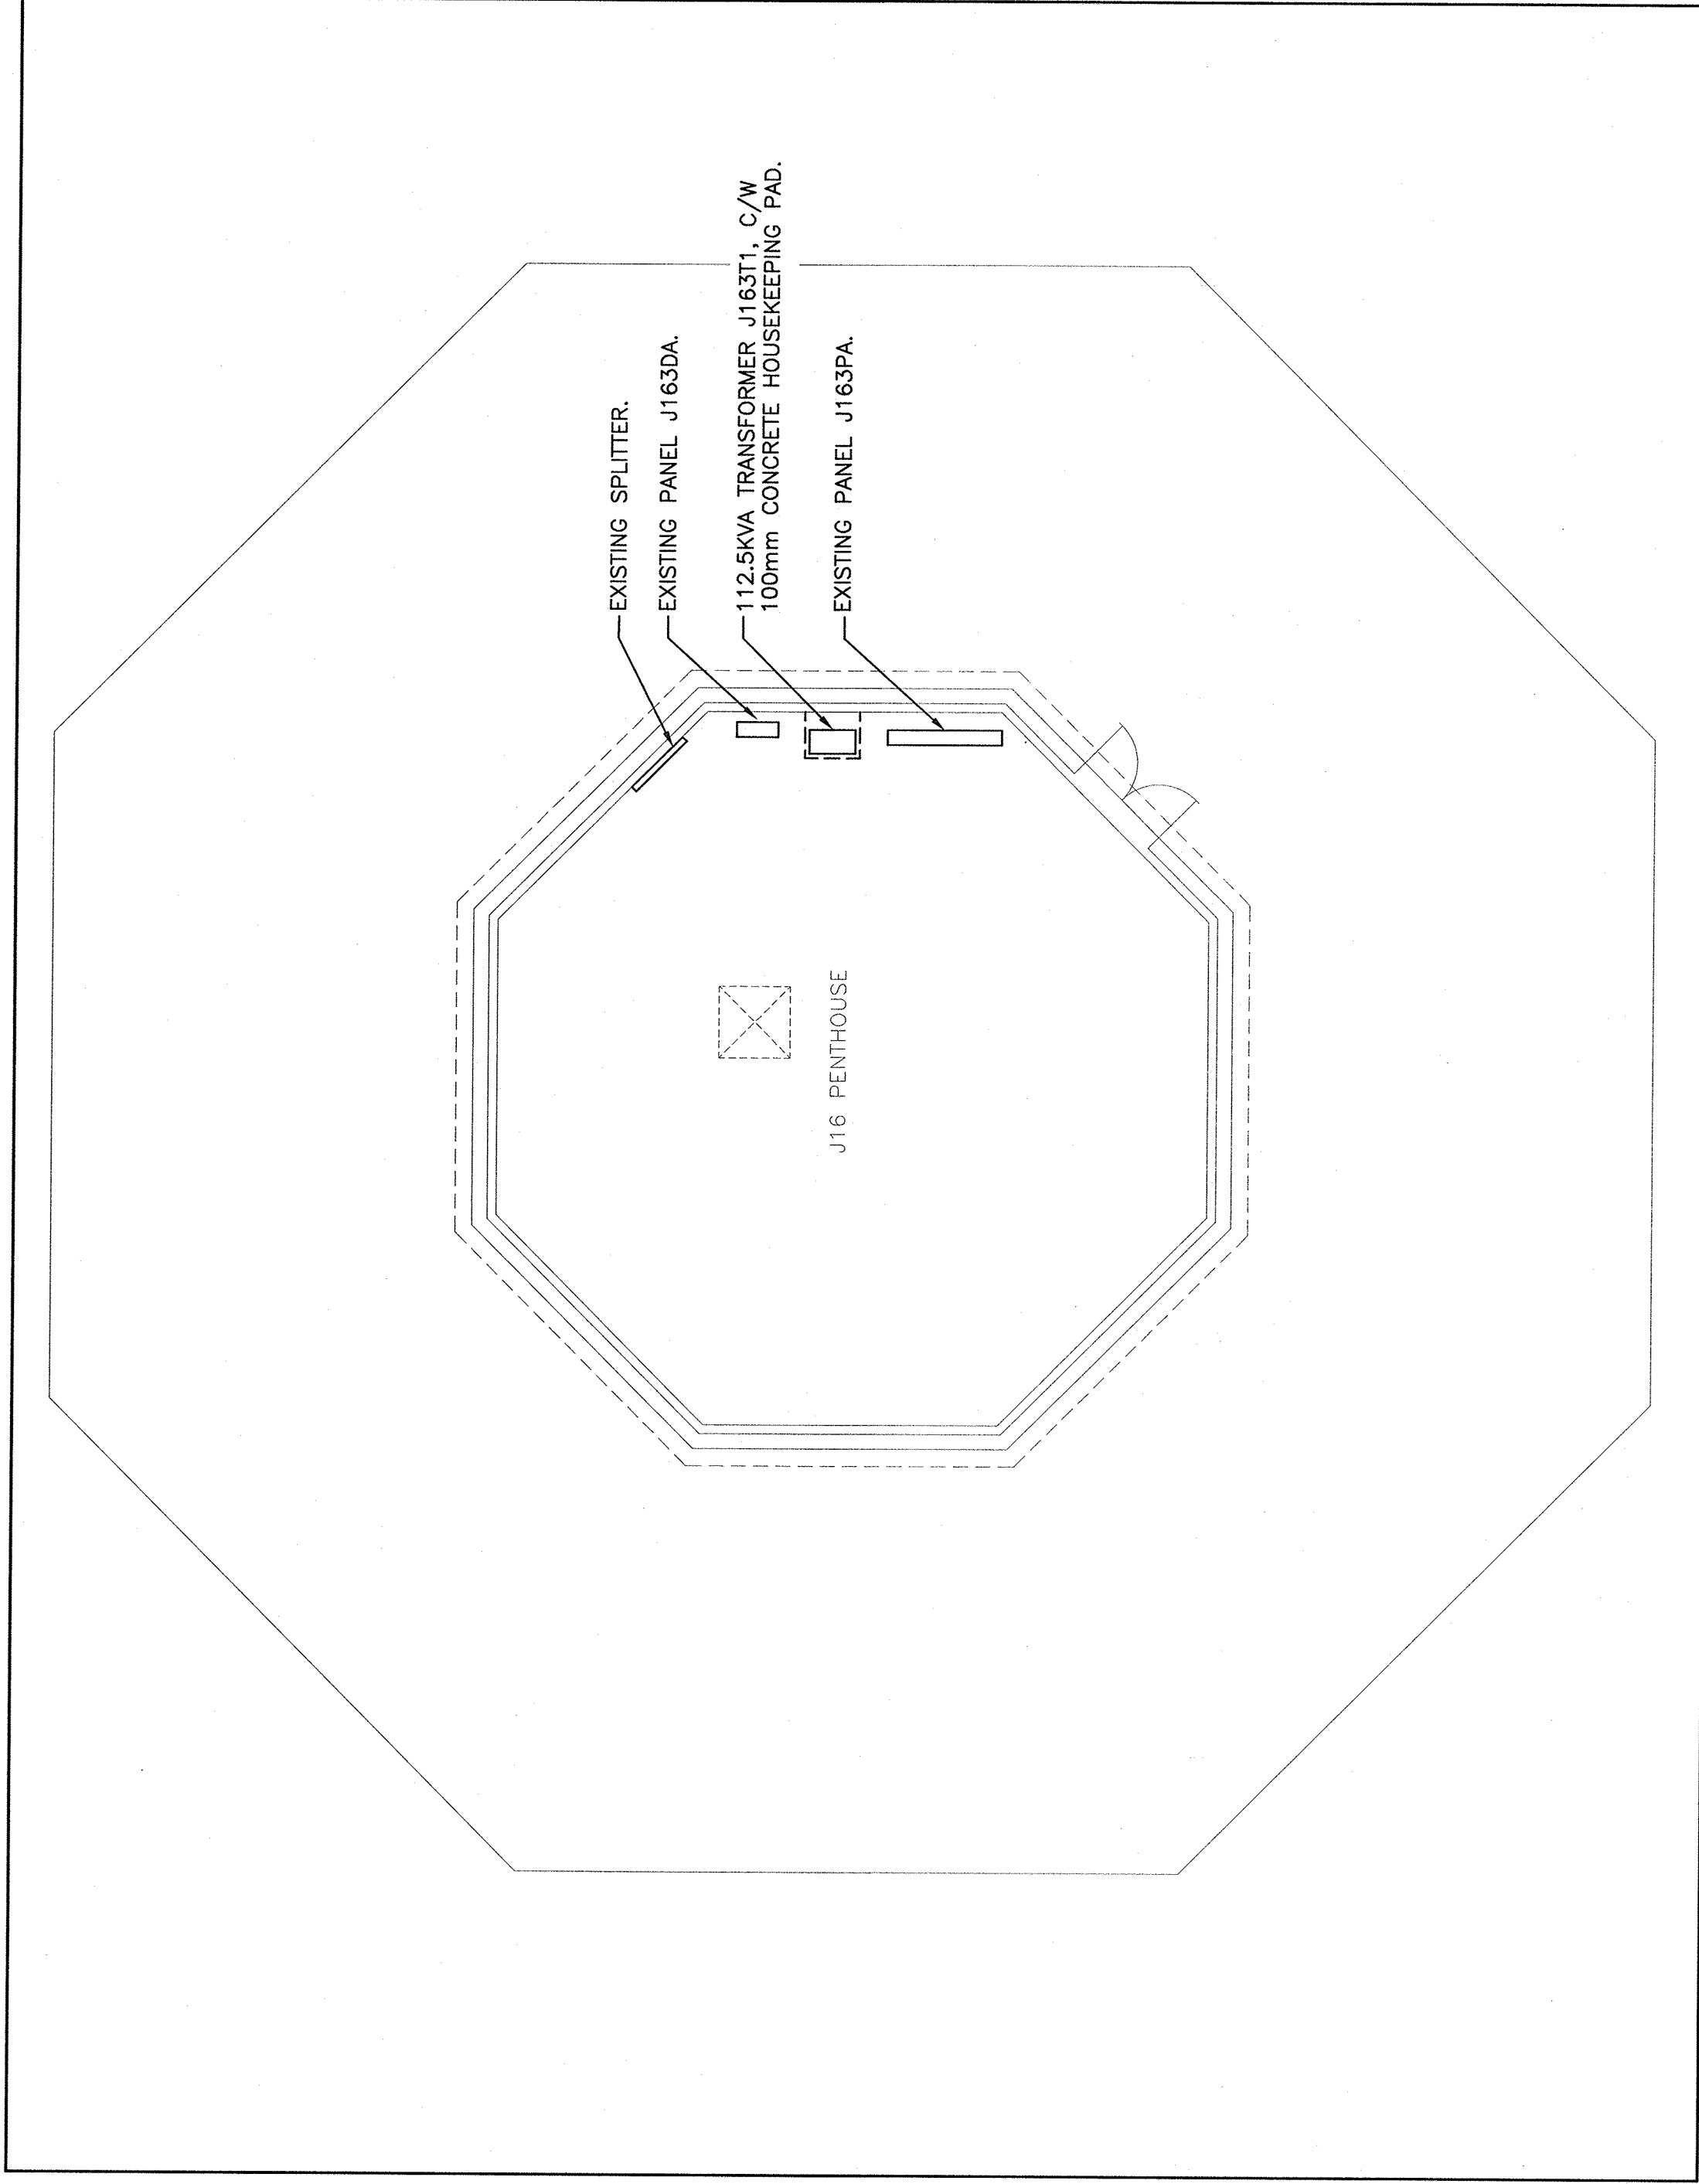 EXISTING SPLITTER.
EXISTING PANEL J163DA.
112.5KVA TRANSFORMER J163T1, C/W
100mm CONCRETE HOUSEKEEPING PAD.
EXISTING PANEL J163PA.
J16 PENTHOUSE